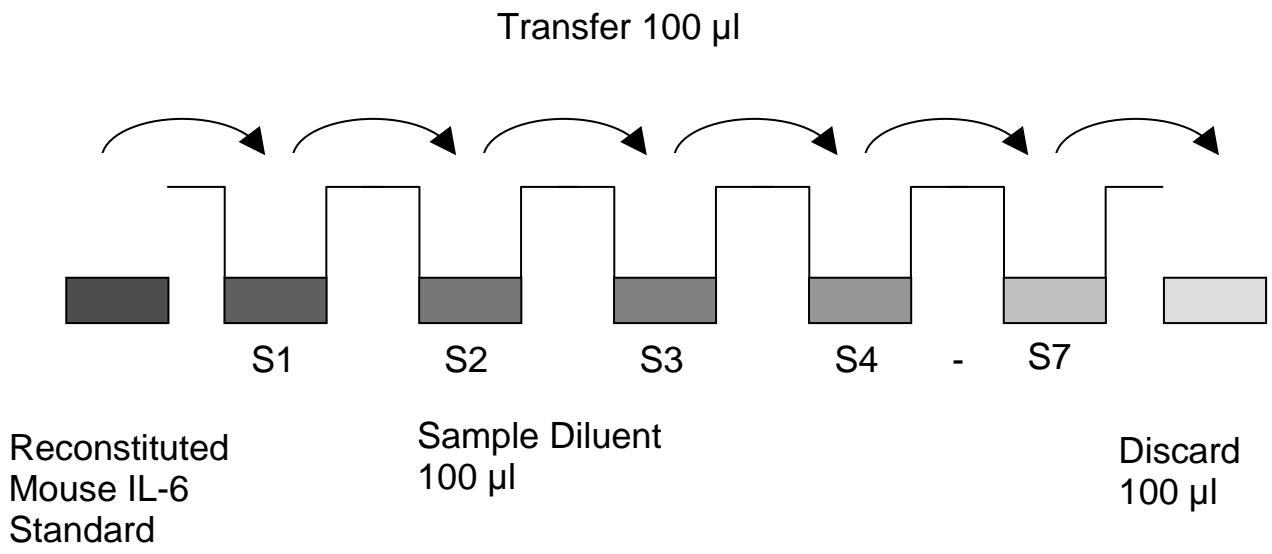 Transfer 100 µl
S1 S2 S3 S4 - S7
Reconstituted
Mouse IL-6
Standard
Sample Diluent
100 µl
Discard
100 µl